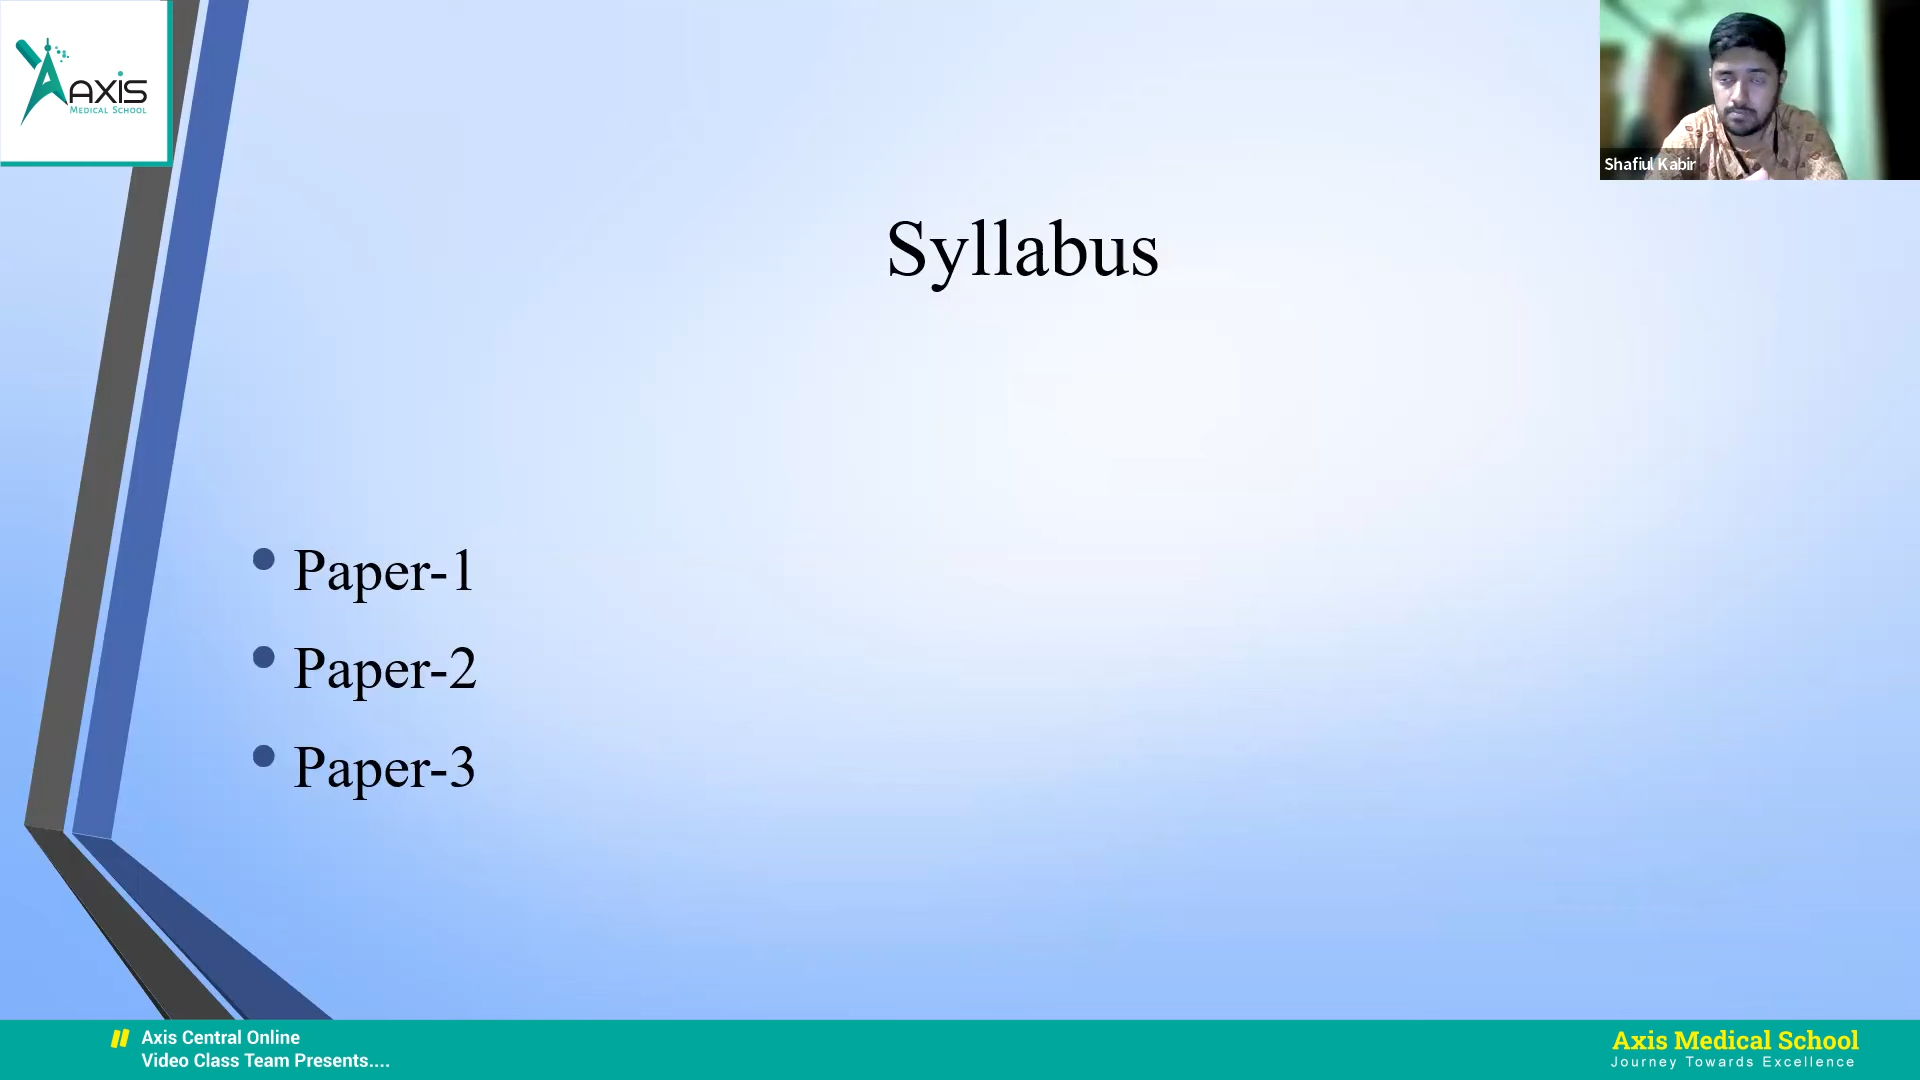 AXIS
MEDICAL SCHOOL
Shafiul Kabir
Syllabus
• Paper-1
• Paper-2
• Paper-3
Axis Central Online
Video Class Team Presents....
Axis Medical School
Journey Towards Excellence